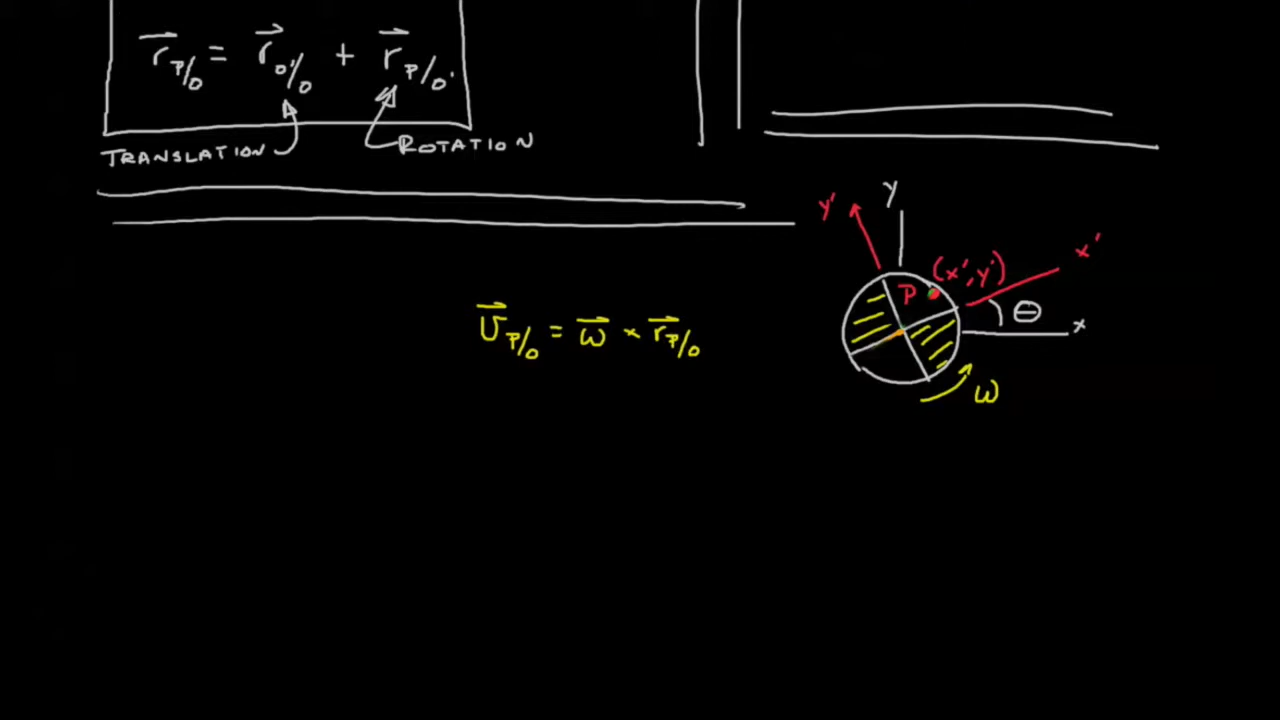 r⃗P/O = r⃗O'/O + r⃗P/O'
TRANSLATION
ROTATION
y
y'
x'
(x', y')
P
θ
x
v⃗P/O = ω⃗ × r⃗P/O
ω